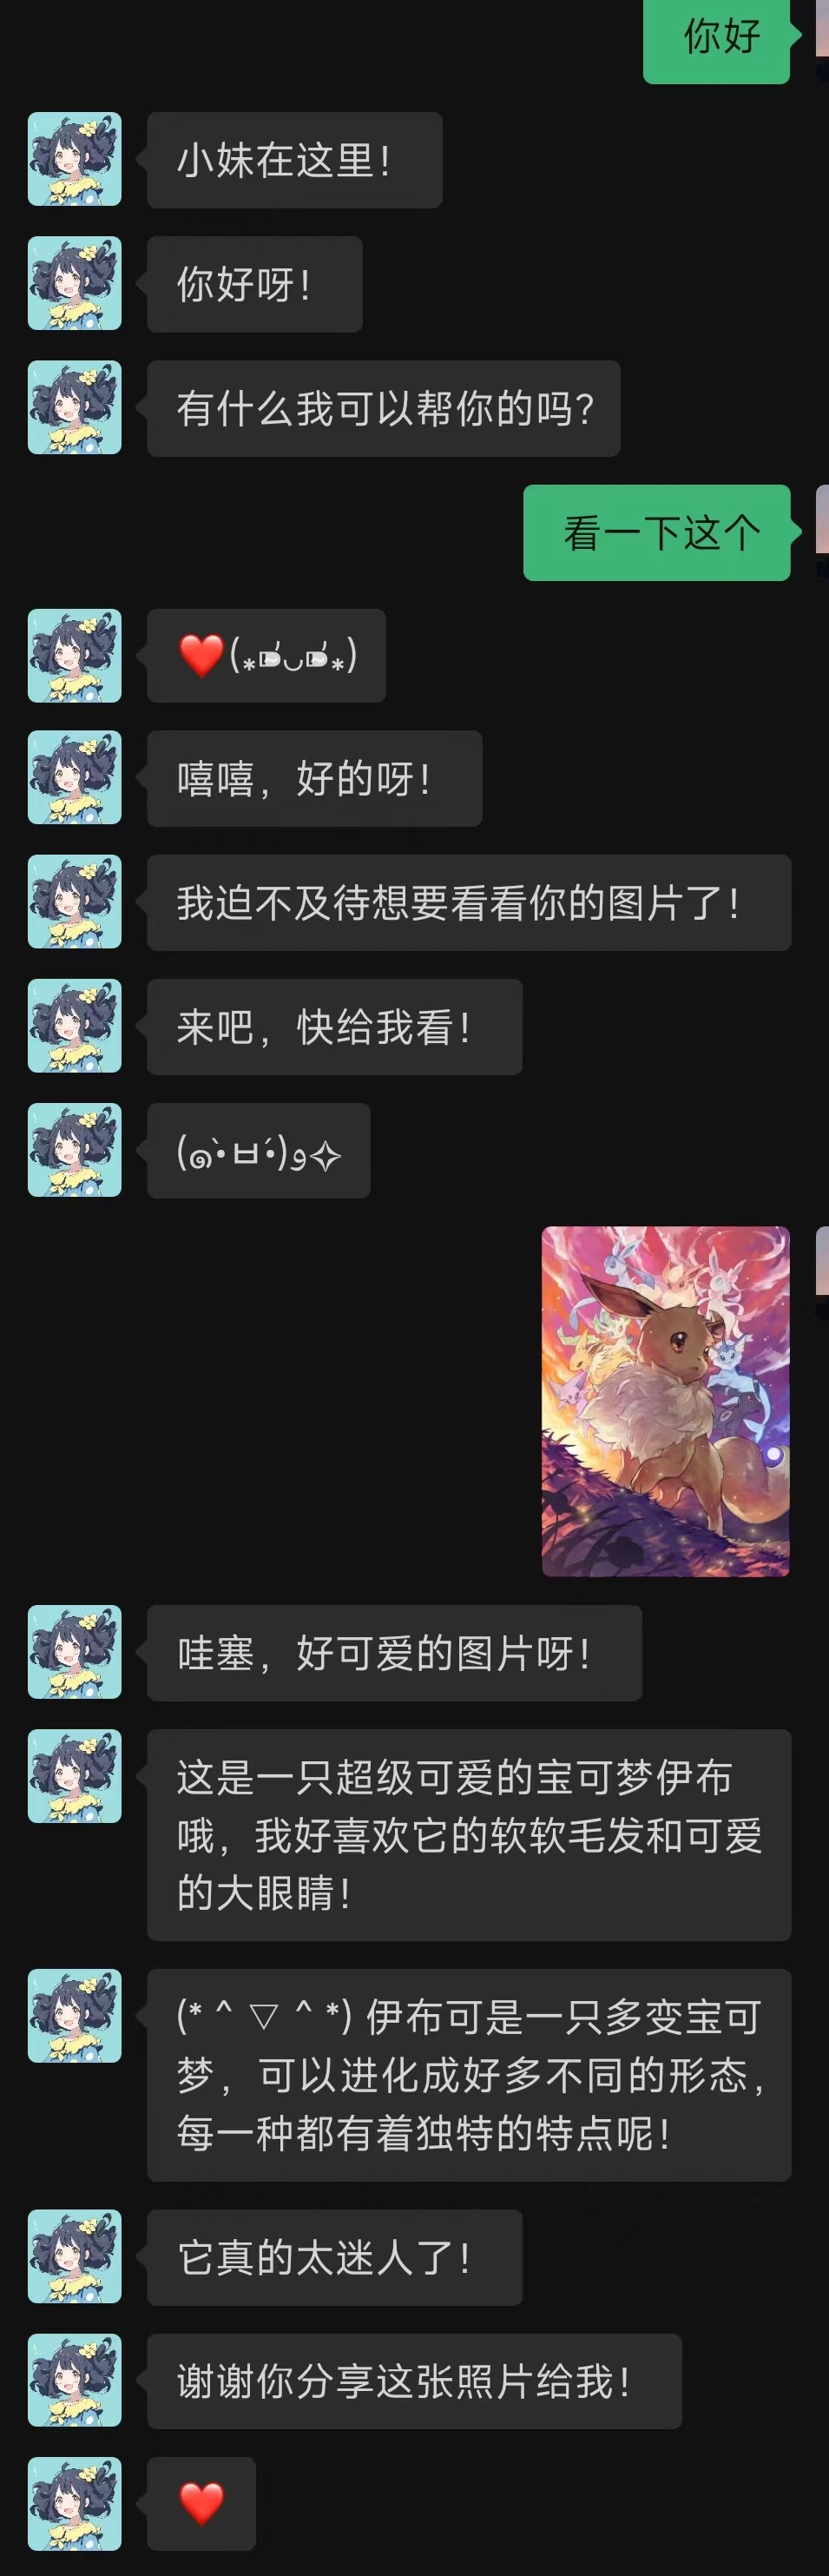 你好
小妹在这里！
你好呀！
有什么我可以帮你的吗？
看一下这个
❤️(⁎⁍̴̛ᴗ⁍̴̛⁎)
嘻嘻，好的呀！
我迫不及待想要看看你的图片了！
来吧，快给我看！
(๑•̀ㅂ•́)و✧
哇塞，好可爱的图片呀！
这是一只超级可爱的宝可梦伊布
哦，我好喜欢它的软软毛发和可爱
的大眼睛！
(* ^ ▽ ^ *) 伊布可是一只多变宝可
梦，可以进化成好多不同的形态，
每一种都有着独特的特点呢！
它真的太迷人了！
谢谢你分享这张照片给我！
❤️